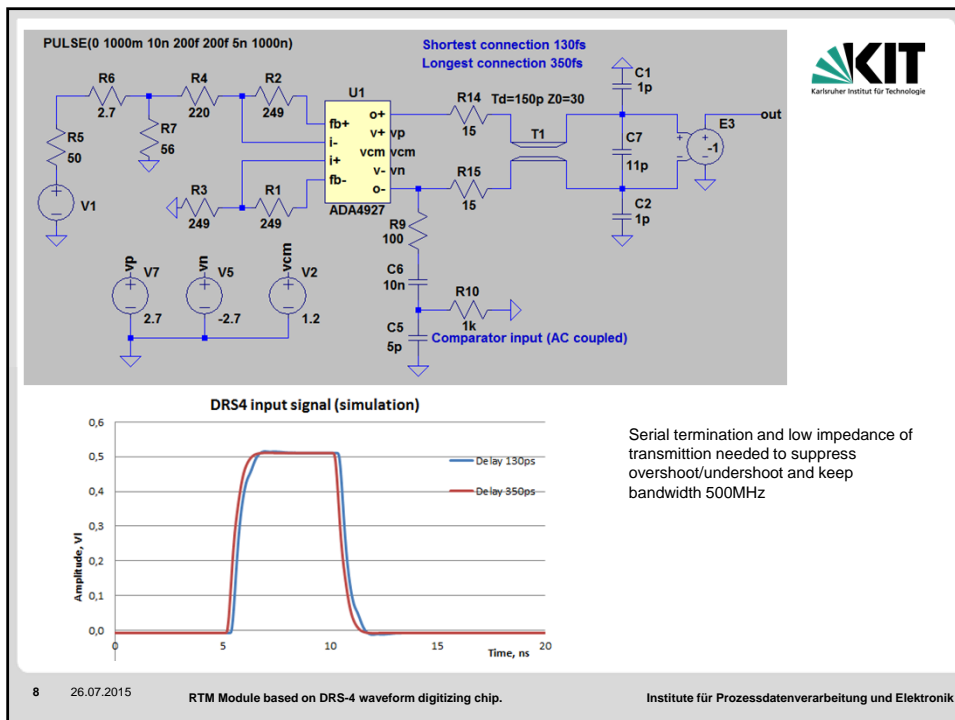 PULSE(0 1000m 10n 200f 200f 5n 1000n)
Shortest connection 130fs
Longest connection 350fs
KIT
Karlsruher Institut für Technologie
R6
2.7
R4
220
R2
249
U1
R14
15
Td=150p Z0=30
C1
1p
E3
-1
out
R5
50
R7
56
fb+
i-
i+
fb-
o+
v+ vp
vcm vcm
v- vn
o-
ADA4927
T1
C7
11p
V1
R3
249
R1
249
R15
15
C2
1p
R9
100
vp
V7
2.7
vn
V5
-2.7
vcm
V2
1.2
C6
10n
R10
1k
C5
5p
Comparator input (AC coupled)
DRS4 input signal (simulation)
0,6
0,5
0,4
0,3
0,2
0,1
0,0
Amplitude, VI
Delay 130ps
Delay 350ps
0
5
10
15
20
Time, ns
Serial termination and low impedance of
transmittion needed to suppress
overshoot/undershoot and keep
bandwidth 500MHz
8
26.07.2015
RTM Module based on DRS-4 waveform digitizing chip.
Institute für Prozessdatenverarbeitung und Elektronik